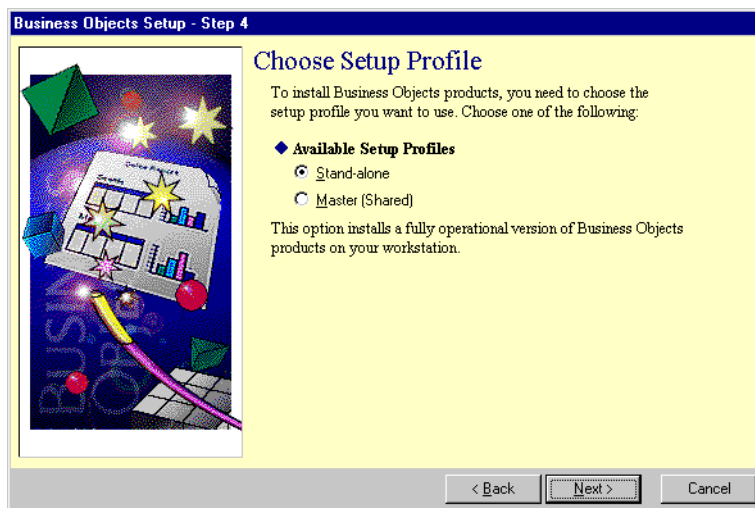 Business Objects Setup - Step 4
Choose Setup Profile
To install Business Objects products, you need to choose the
setup profile you want to use. Choose one of the following:
Available Setup Profiles
Stand-alone
Master (Shared)
This option installs a fully operational version of Business Objects
products on your workstation.
BUSIN
< Back
Next >
Cancel